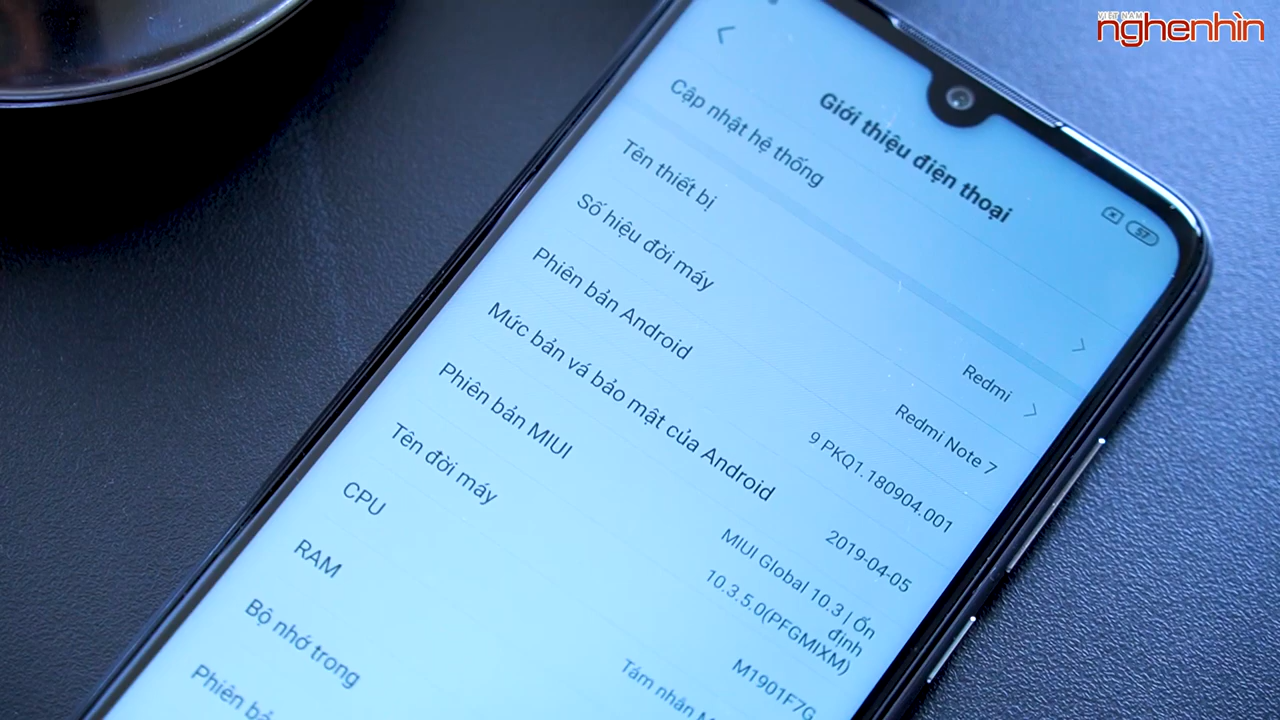 VIỆT NAM
nghenhìn
Giới thiệu điện thoại
57
Cập nhật hệ thống
Tên thiết bị
Redmi
Số hiệu đời máy
Redmi Note 7
Phiên bản Android
9 PKQ1.180904.001
Mức bản vá bảo mật của Android
2019-04-05
Phiên bản MIUI
MIUI Global 10.3 | Ổn
định
10.3.5.0(PFGMIXM)
Tên đời máy
M1901F7G
CPU
Tám nhân
RAM
Bộ nhớ trong
Phiên